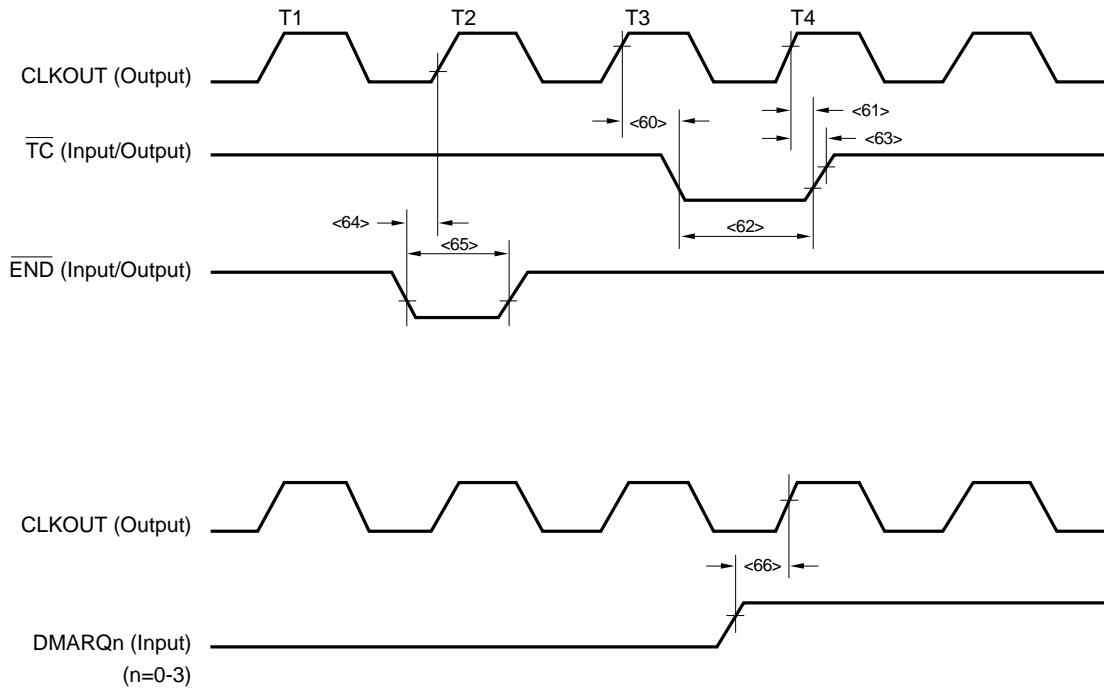 T1 T2 T3 T4
CLKOUT (Output)
<60> <61>
<63>
TC (Input/Output)
<64> <65> <62>
END (Input/Output)
CLKOUT (Output)
<66>
DMARQn (Input)
(n=0-3)